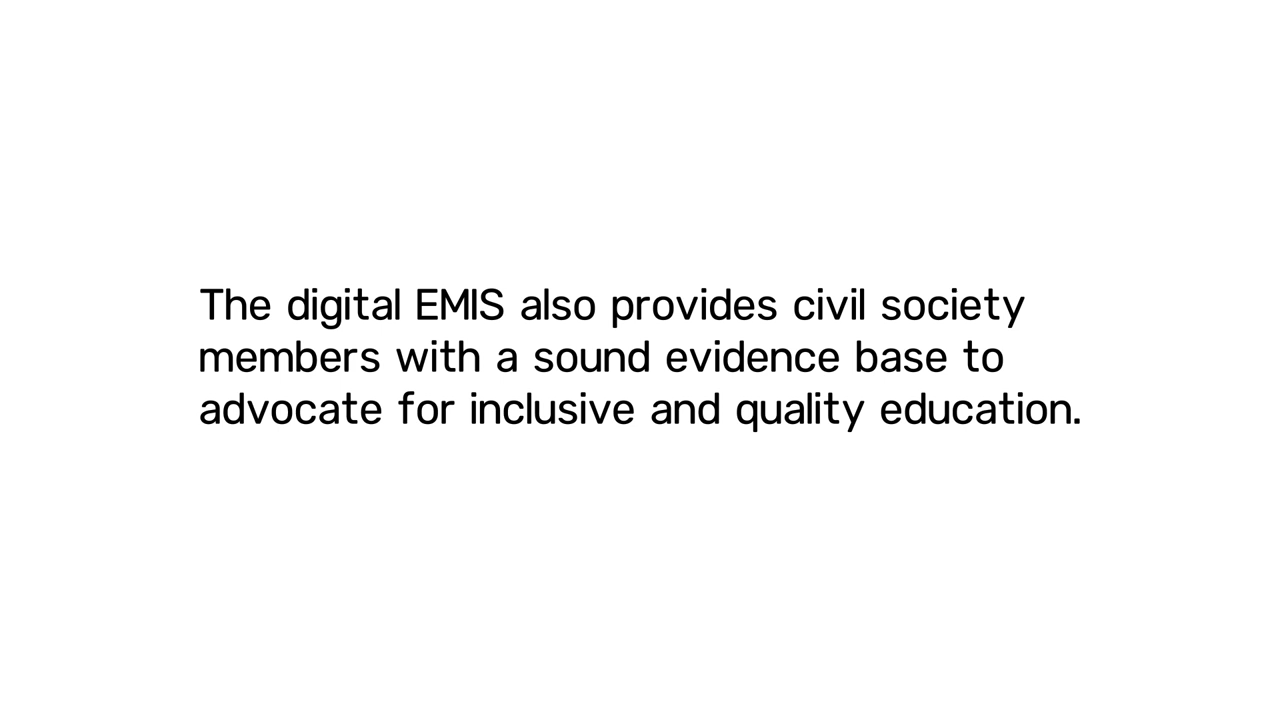 The digital EMIS also provides civil society
members with a sound evidence base to
advocate for inclusive and quality education.